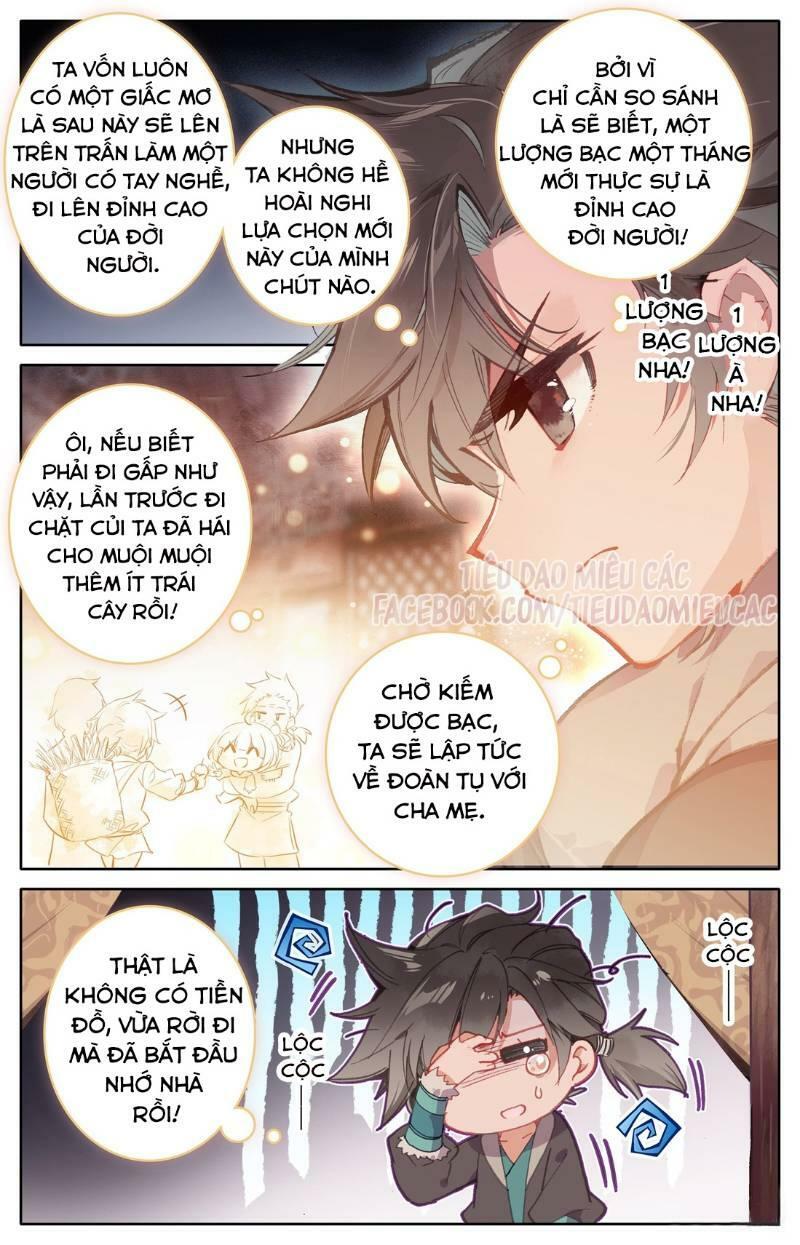 TA VỐN LUÔN
CÓ MỘT GIẤC MƠ
LÀ SAU NÀY SẼ LÊN
TRÊN TRẤN LÀM MỘT
NGƯỜI CÓ TAY NGHỀ,
ĐI LÊN ĐỈNH CAO
CỦA ĐỜI
NGƯỜI.
NHƯNG
TA KHÔNG HỀ
HOÀI NGHI
LỰA CHỌN MỚI
NÀY CỦA MÌNH
CHÚT NÀO.
BỞI VÌ
CHỈ CẦN SO SÁNH
LÀ SẼ BIẾT, MỘT
LƯỢNG BẠC MỘT THÁNG
MỚI THỰC SỰ LÀ
ĐỈNH CAO
ĐỜI NGƯỜI!
1
LƯỢNG
BẠC
NHA!
1
LƯỢNG
À
NHA!
ÔI, NẾU BIẾT
PHẢI ĐI GẤP NHƯ
VẬY, LẦN TRƯỚC ĐI
CHẶT CỦI TA ĐÃ HÁI
CHO MUỘI MUỘI
THÊM ÍT TRÁI
CÂY RỒI!
TIÊU DAO MIÊU CÁC
FACEBOOK.COM/TIEUDAOMIEUCAC
CHỜ KIẾM
ĐƯỢC BẠC,
TA SẼ LẬP TỨC
VỀ ĐOÀN TỤ VỚI
CHA MẸ.
THẬT LÀ
KHÔNG CÓ TIỀN
ĐỒ, VỪA RỜI ĐI
MÀ ĐÃ BẮT ĐẦU
NHỚ NHÀ
RỒI!
LỘC
CỘC
LỘC
CỘC